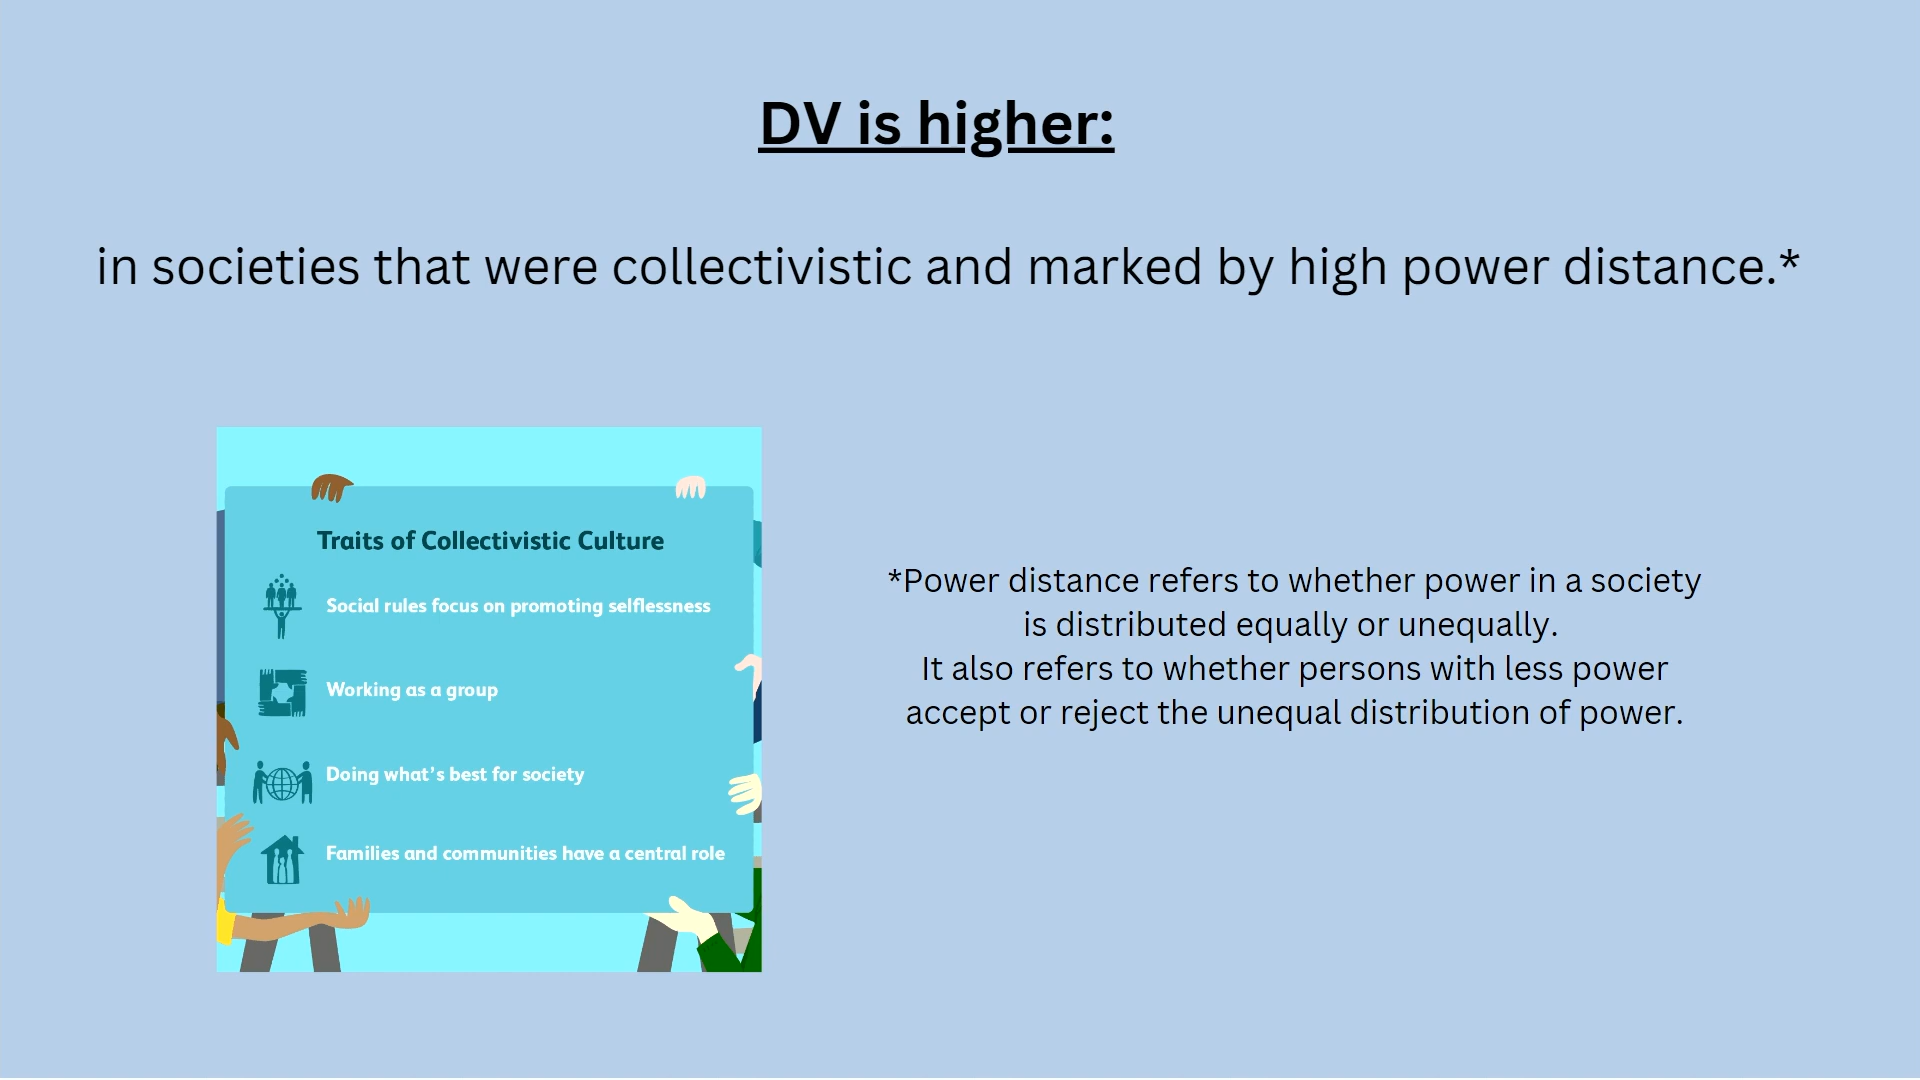 DV is higher:
in societies that were collectivistic and marked by high power distance.*
Traits of Collectivistic Culture
Social rules focus on promoting selflessness
Working as a group
Doing what's best for society
Families and communities have a central role
*Power distance refers to whether power in a society
is distributed equally or unequally.
It also refers to whether persons with less power
accept or reject the unequal distribution of power.